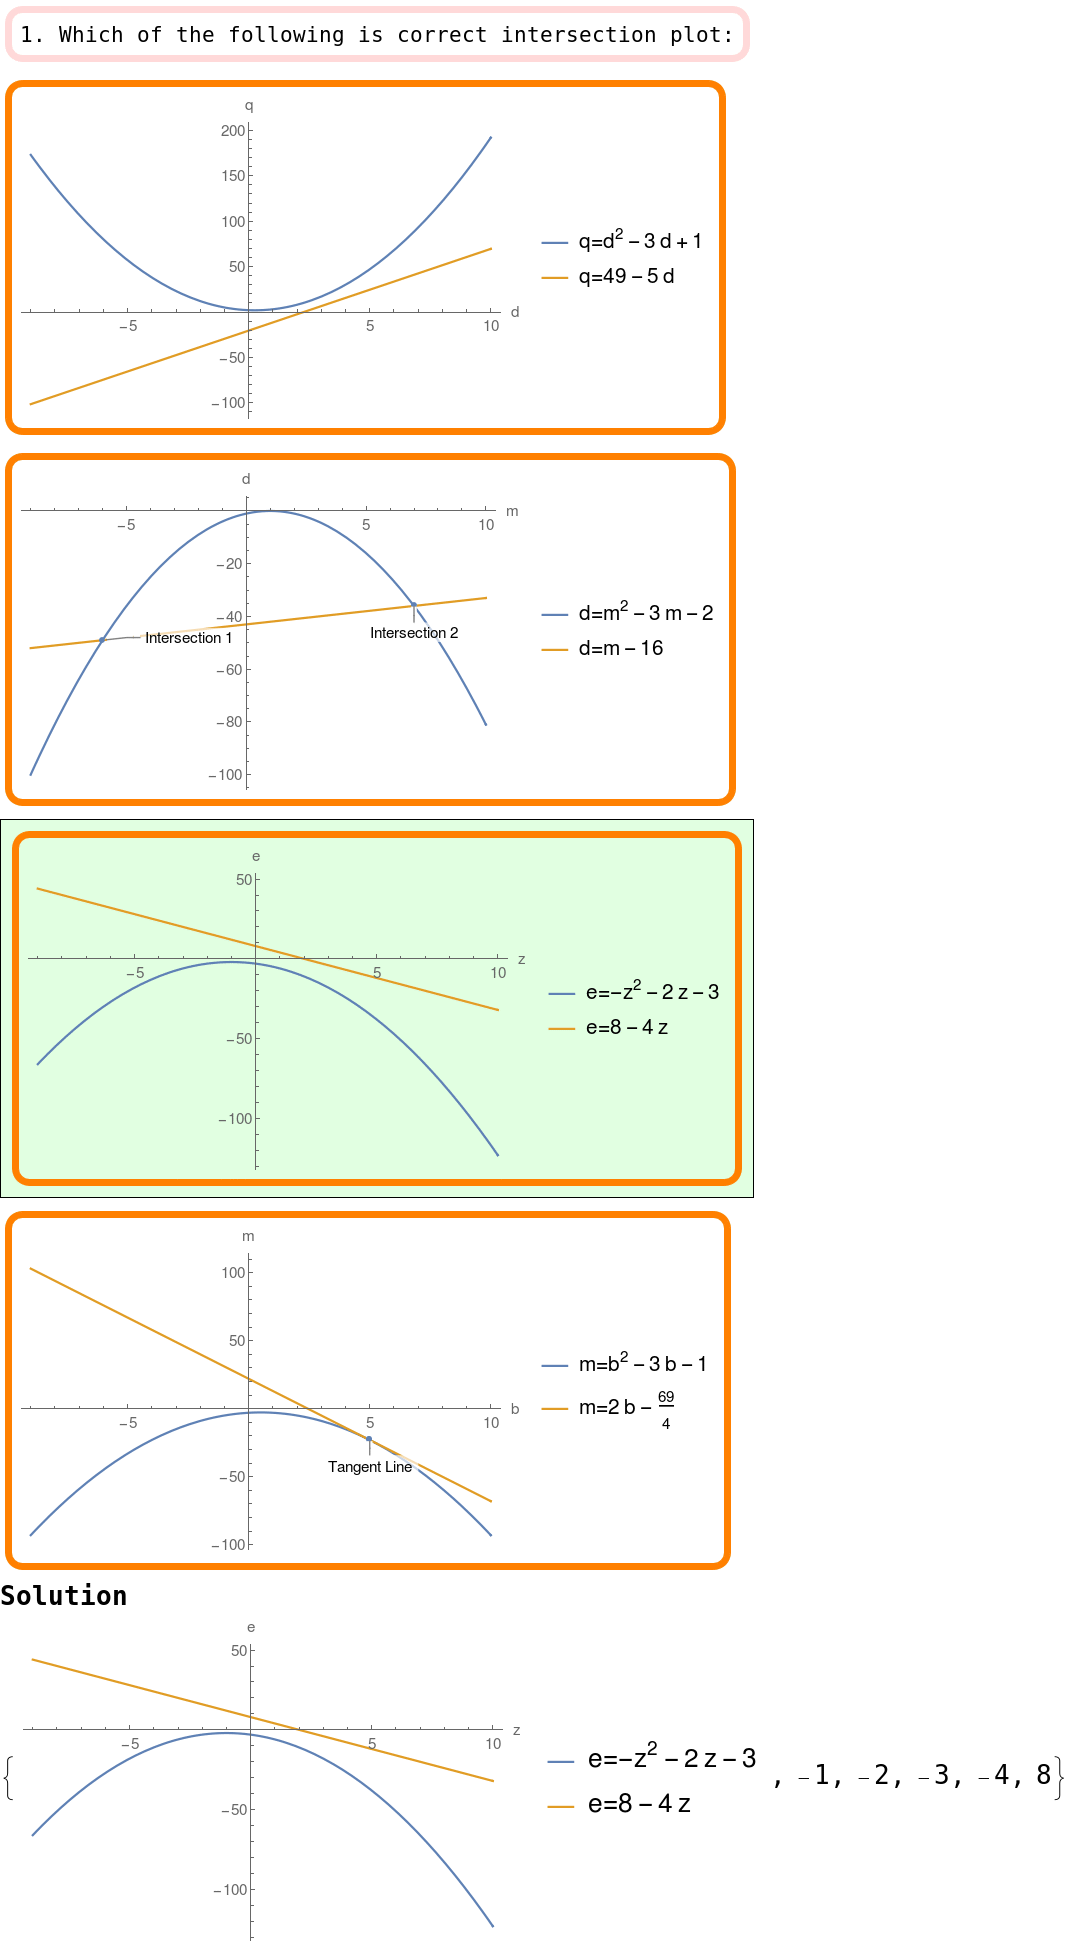 1. Which of the following is correct intersection plot:
q
200
150
100
50
−5 5 10 d
−50
−100
q=d² − 3 d + 1
q=49 − 5 d
d
−5 5 10 m
−20
−40
Intersection 2
Intersection 1
−60
−80
−100
d=m² − 3 m − 2
d=m − 16
e
50
z
−5 5 10
−50
−100
e=−z² − 2 z − 3
e=8 − 4 z
m
100
50
b
−5 5 10
Tangent Line
−50
−100
m=b² − 3 b − 1
m=2 b − 69/4
Solution
e
50
z
−5 5 10
−50
−100
e=−z² − 2 z − 3
e=8 − 4 z
{ , −1, −2, −3, −4, 8}